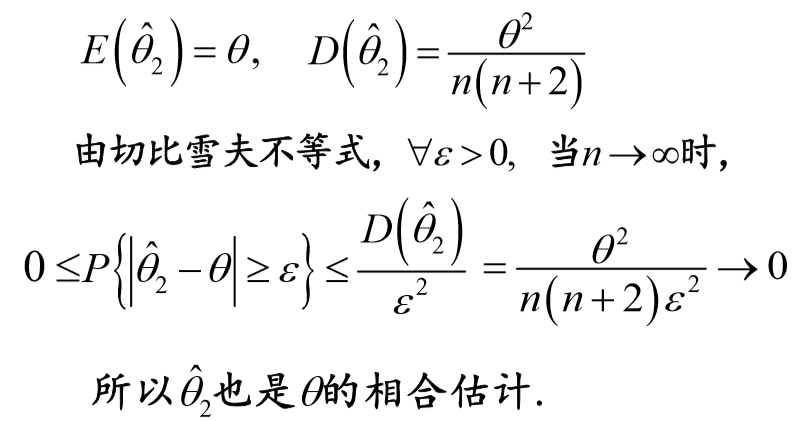 E(θ̂₂) = θ, D(θ̂₂) = θ²/(n(n+2))
由切比雪夫不等式，∀ε > 0, 当n→∞时，
0 ≤ P{|θ̂₂ − θ| ≥ ε} ≤ D(θ̂₂)/ε² = θ²/(n(n+2)ε²) → 0
所以θ̂₂也是θ的相合估计.